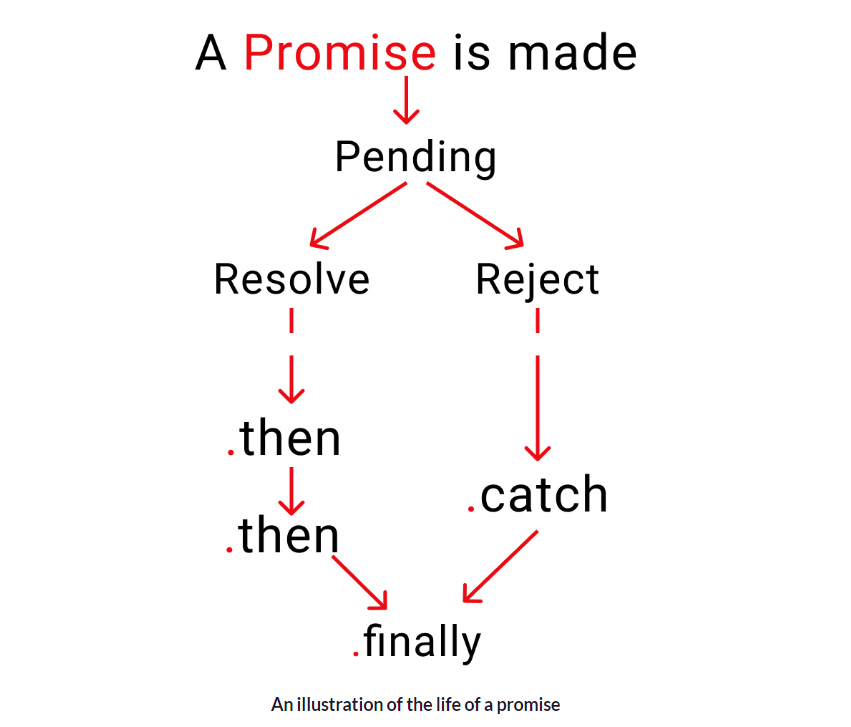 A Promise is made
Pending
Resolve Reject
.then
.catch
.then
.finally
An illustration of the life of a promise